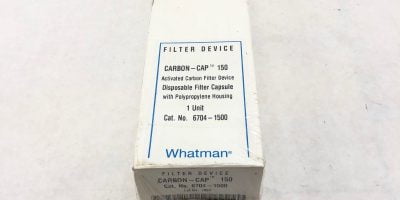 FILTER DEVICE
CARBON-CAP™ 150
Activated Carbon Filter Device
Disposable Filter Capsule
with Polypropylene Housing
1 Unit
Cat. No. 6704-1500
Whatman®
FILTER DEVICE
CARBON-CAP™ 150
Cat. No. 6704-1500